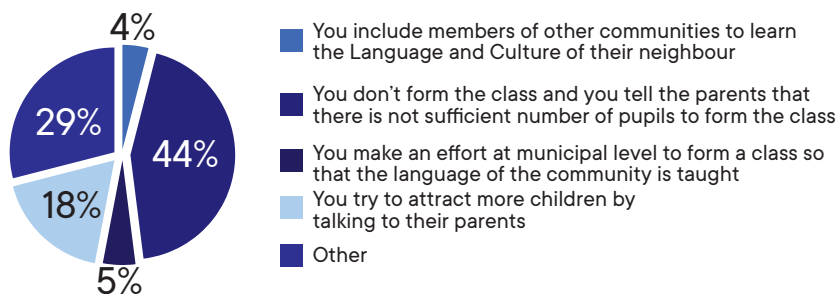 4%
44%
5%
18%
29%
You include members of other communities to learn
the Language and Culture of their neighbour
You don’t form the class and you tell the parents that
there is not sufficient number of pupils to form the class
You make an effort at municipal level to form a class so
that the language of the community is taught
You try to attract more children by
talking to their parents
Other